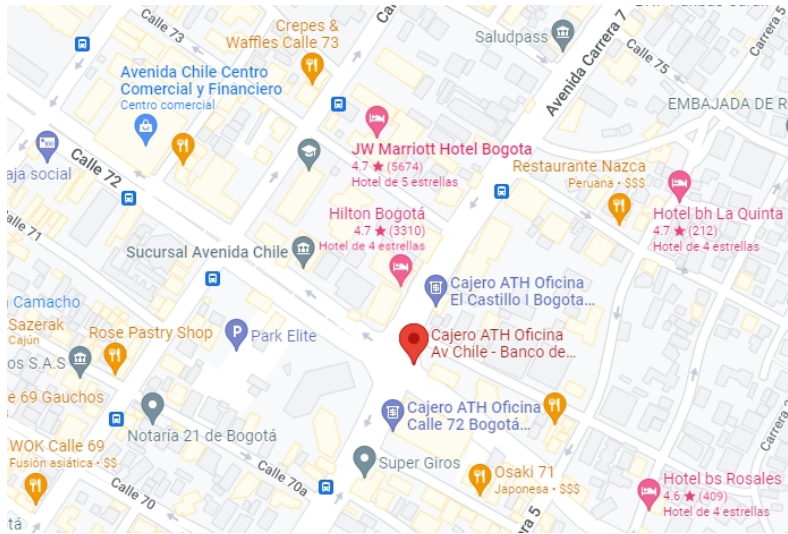 Calle 73
Crepes &
Waffles Calle 73
Saludpass
Avenida Carrera 7
Calle 75
Carrera 5
Avenida Chile Centro
Comercial y Financiero
Centro comercial
EMBAJADA DE R
JW Marriott Hotel Bogota
4.7 ★ (5674)
Hotel de 5 estrellas
aja social
Calle 72
Restaurante Nazca
Peruana · $$$
Hilton Bogotá
4.7 ★ (3310)
Hotel de 4 estrellas
Hotel bh La Quinta
4.7 ★ (212)
Hotel de 4 estrellas
Calle 71
Sucursal Avenida Chile
Cajero ATH Oficina
El Castillo I Bogota...
Camacho
Sazerak
Cajún
Rose Pastry Shop
P
Park Elite
Cajero ATH Oficina
Av Chile - Banco de...
os S.A.S
e 69 Gauchos
Cajero ATH Oficina
Calle 72 Bogotá...
Notaría 21 de Bogotá
WOK Calle 69
Fusión asiática · $$
Super Giros
Calle 70a
Calle 70
Osaki 71
Japonesa · $$$
Hotel bs Rosales
4.6 ★ (409)
Hotel de 4 estrellas
Carrera
ra 5
tá